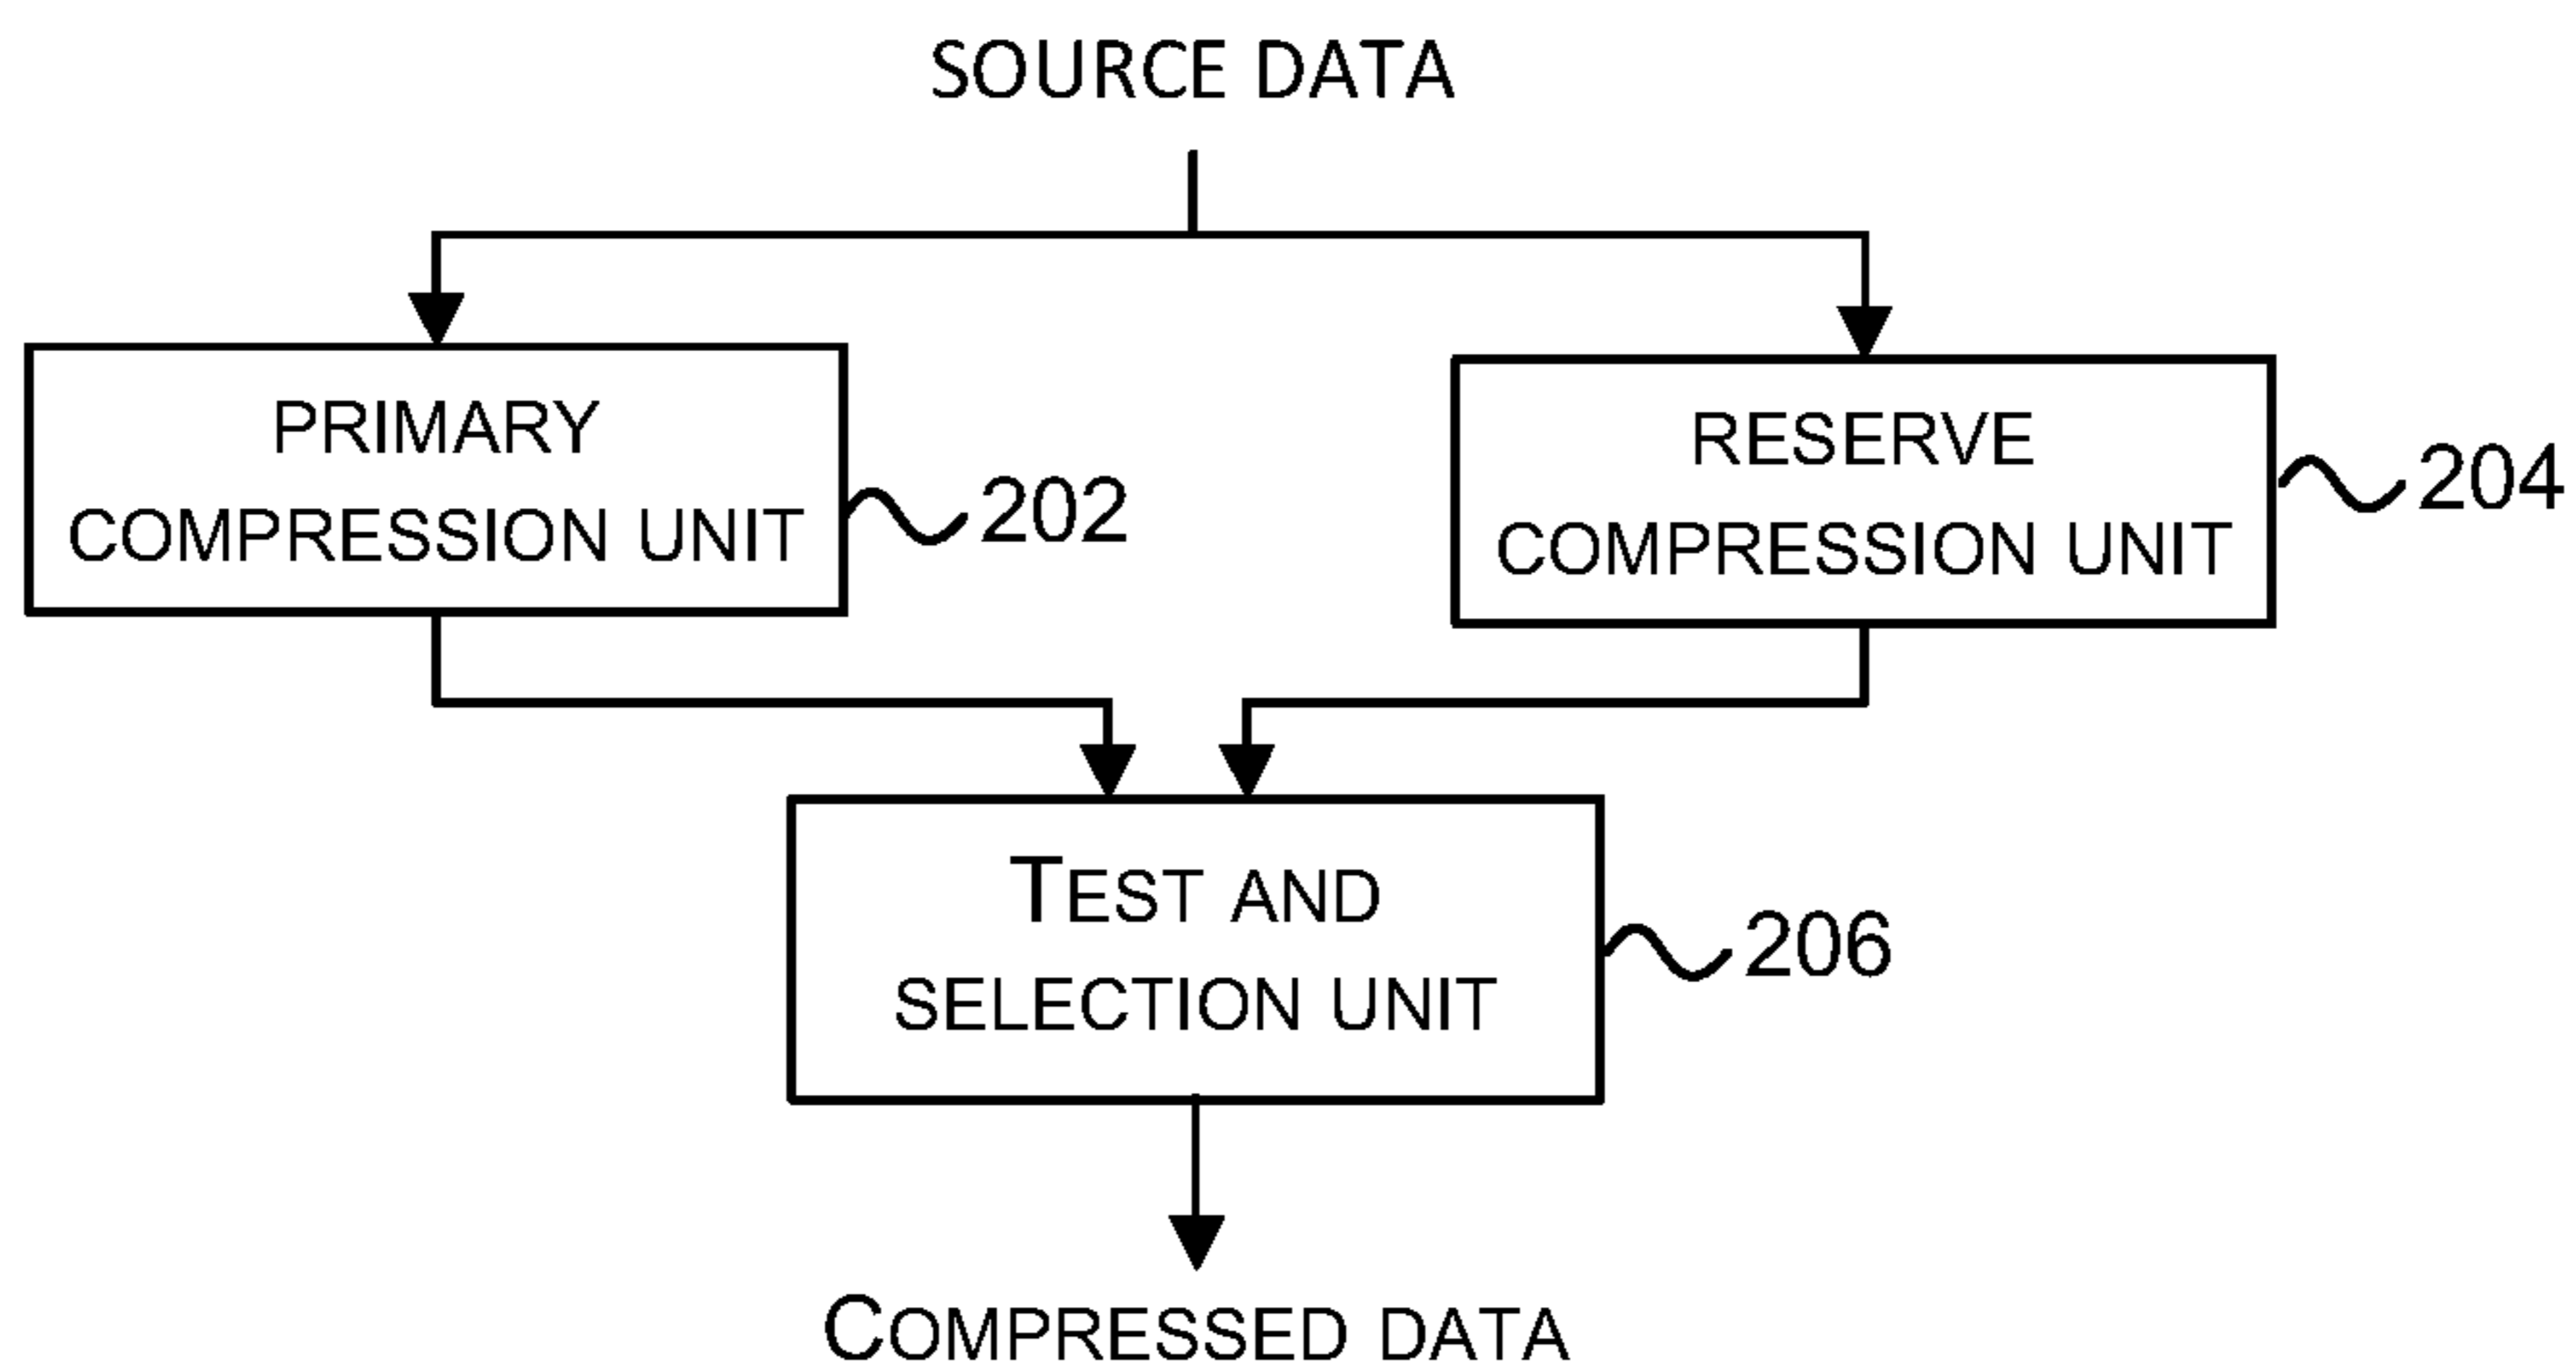 SOURCE DATA
PRIMARY
COMPRESSION UNIT
202
RESERVE
COMPRESSION UNIT
204
TEST AND
SELECTION UNIT
206
COMPRESSED DATA